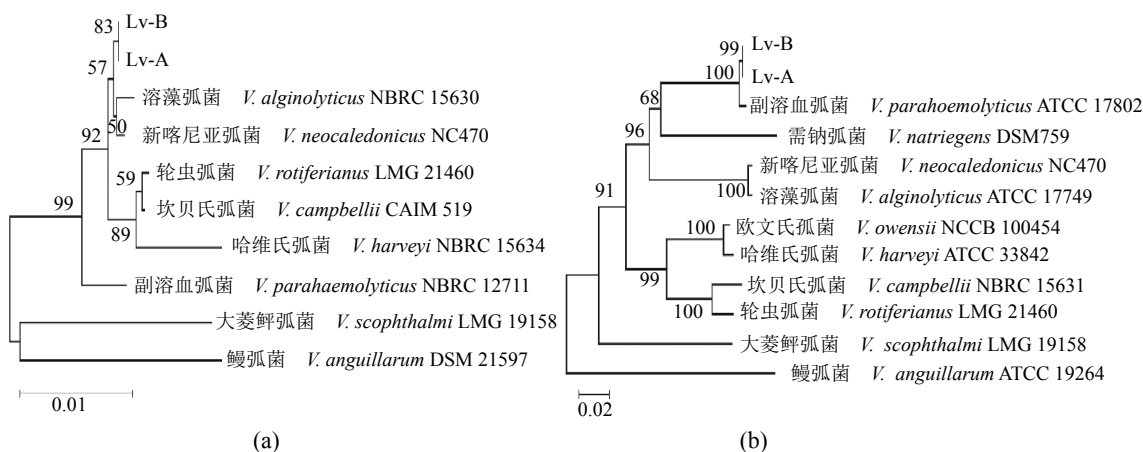 83
Lv-B
Lv-A
57
溶藻弧菌 V. alginolyticus NBRC 15630
50
新喀尼亚弧菌 V. neocaledonicus NC470
92
轮虫弧菌 V. rotiferianus LMG 21460
59
坎贝氏弧菌 V. campbellii CAIM 519
99
89
哈维氏弧菌 V. harveyi NBRC 15634
副溶血弧菌 V. parahaemolyticus NBRC 12711
大菱鲆弧菌 V. scophthalmi LMG 19158
鳗弧菌 V. anguillarum DSM 21597
0.01
(a)
99
Lv-B
Lv-A
100
副溶血弧菌 V. parahoemolyticus ATCC 17802
68
需钠弧菌 V. natriegens DSM759
96
新喀尼亚弧菌 V. neocaledonicus NC470
100
溶藻弧菌 V. alginolyticus ATCC 17749
91
100
欧文氏孤菌 V. owensii NCCB 100454
哈维氏弧菌 V. harveyi ATCC 33842
99
坎贝氏弧菌 V. campbellii NBRC 15631
100
轮虫弧菌 V. rotiferianus LMG 21460
大菱鲆弧菌 V. scophthalmi LMG 19158
鳗弧菌 V. anguillarum ATCC 19264
0.02
(b)